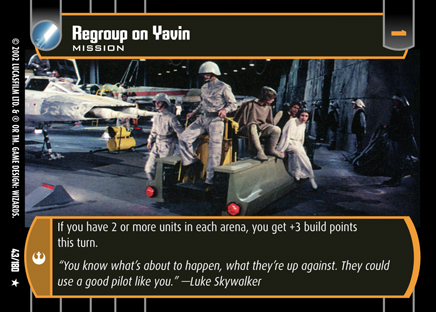 Regroup on Yavin
MISSION
1
If you have 2 or more units in each arena, you get +3 build points
this turn.
“You know what’s about to happen, what they’re up against. They could
use a good pilot like you.” —Luke Skywalker
© 2002 LUCASFILM LTD. & ® OR TM. GAME DESIGN: WIZARDS.
43/180 ★